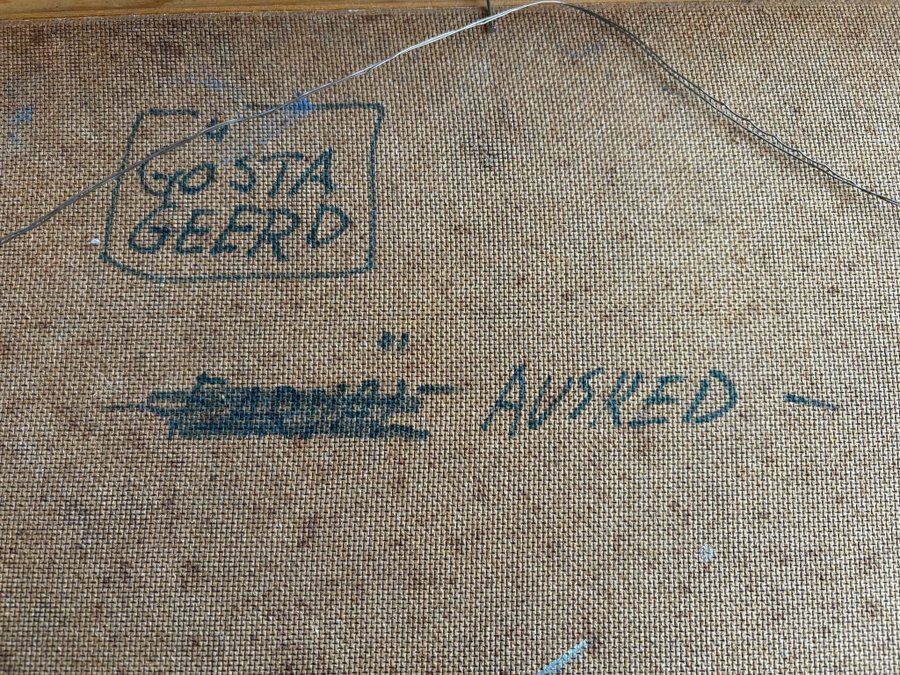 GÖSTA
GEERD
"
AVSKED —